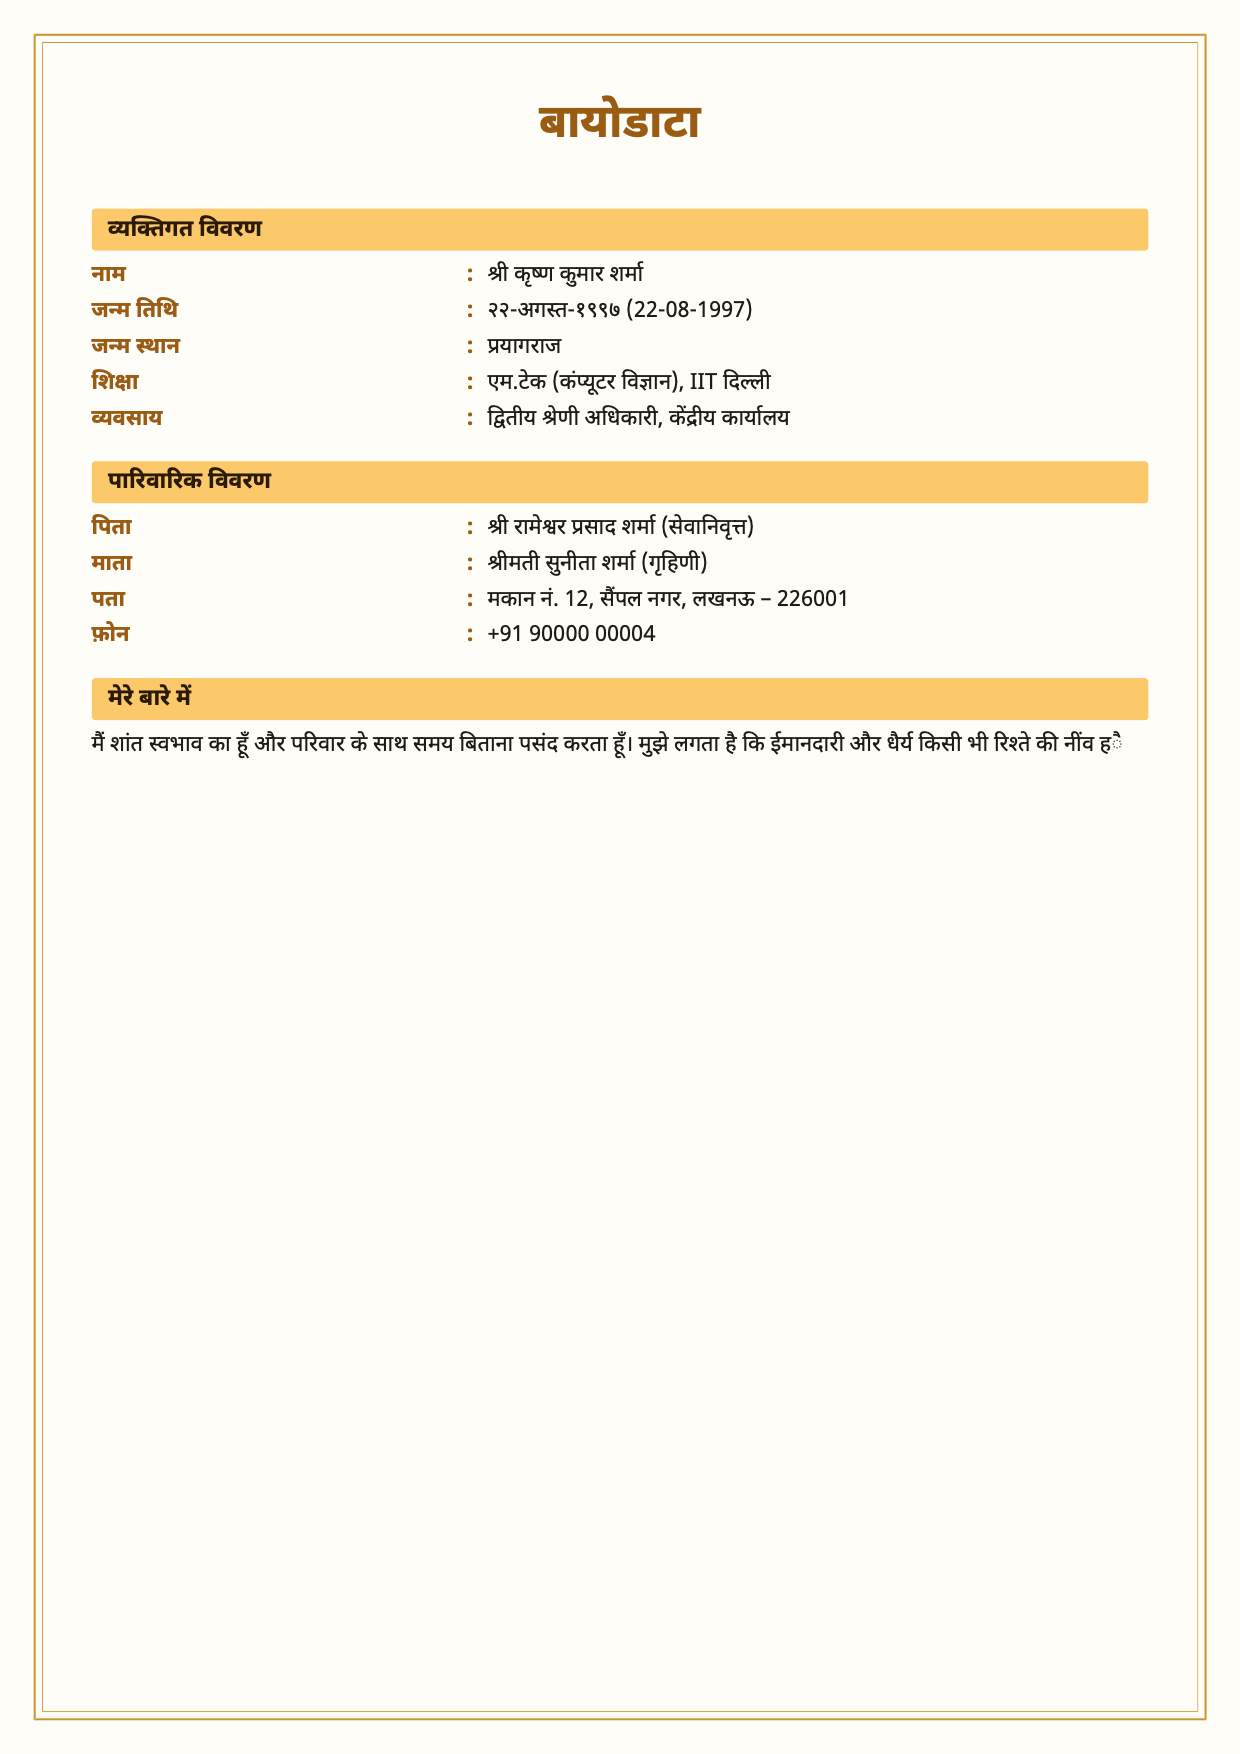 बायोडाटा
व्यक्तिगत विवरण
नाम : श्री कृष्ण कुमार शर्मा
जन्म तिथि : २२-अगस्त-१९९७ (22-08-1997)
जन्म स्थान : प्रयागराज
शिक्षा : एम.टेक (कंप्यूटर विज्ञान), IIT दिल्ली
व्यवसाय : द्वितीय श्रेणी अधिकारी, केंद्रीय कार्यालय
पारिवारिक विवरण
पिता : श्री रामेश्वर प्रसाद शर्मा (सेवानिवृत्त)
माता : श्रीमती सुनीता शर्मा (गृहिणी)
पता : मकान नं. 12, सैंपल नगर, लखनऊ – 226001
फ़ोन : +91 90000 00004
मेरे बारे में
मैं शांत स्वभाव का हूँ और परिवार के साथ समय बिताना पसंद करता हूँ। मुझे लगता है कि ईमानदारी और धैर्य किसी भी रिश्ते की नींव ह ै